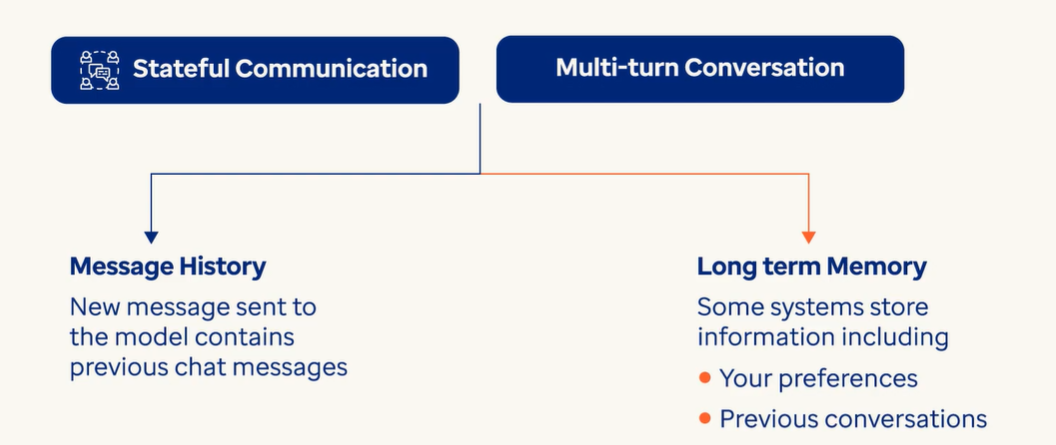 Stateful Communication
Multi-turn Conversation
Message History
New message sent to
the model contains
previous chat messages
Long term Memory
Some systems store
information including
Your preferences
Previous conversations